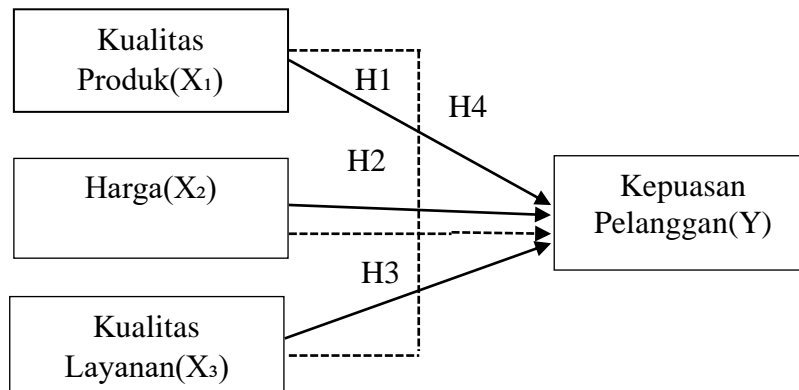 Kualitas
Produk(X₁)
H1
H4
H2
Harga(X₂)
Kepuasan
Pelanggan(Y)
H3
Kualitas
Layanan(X₃)